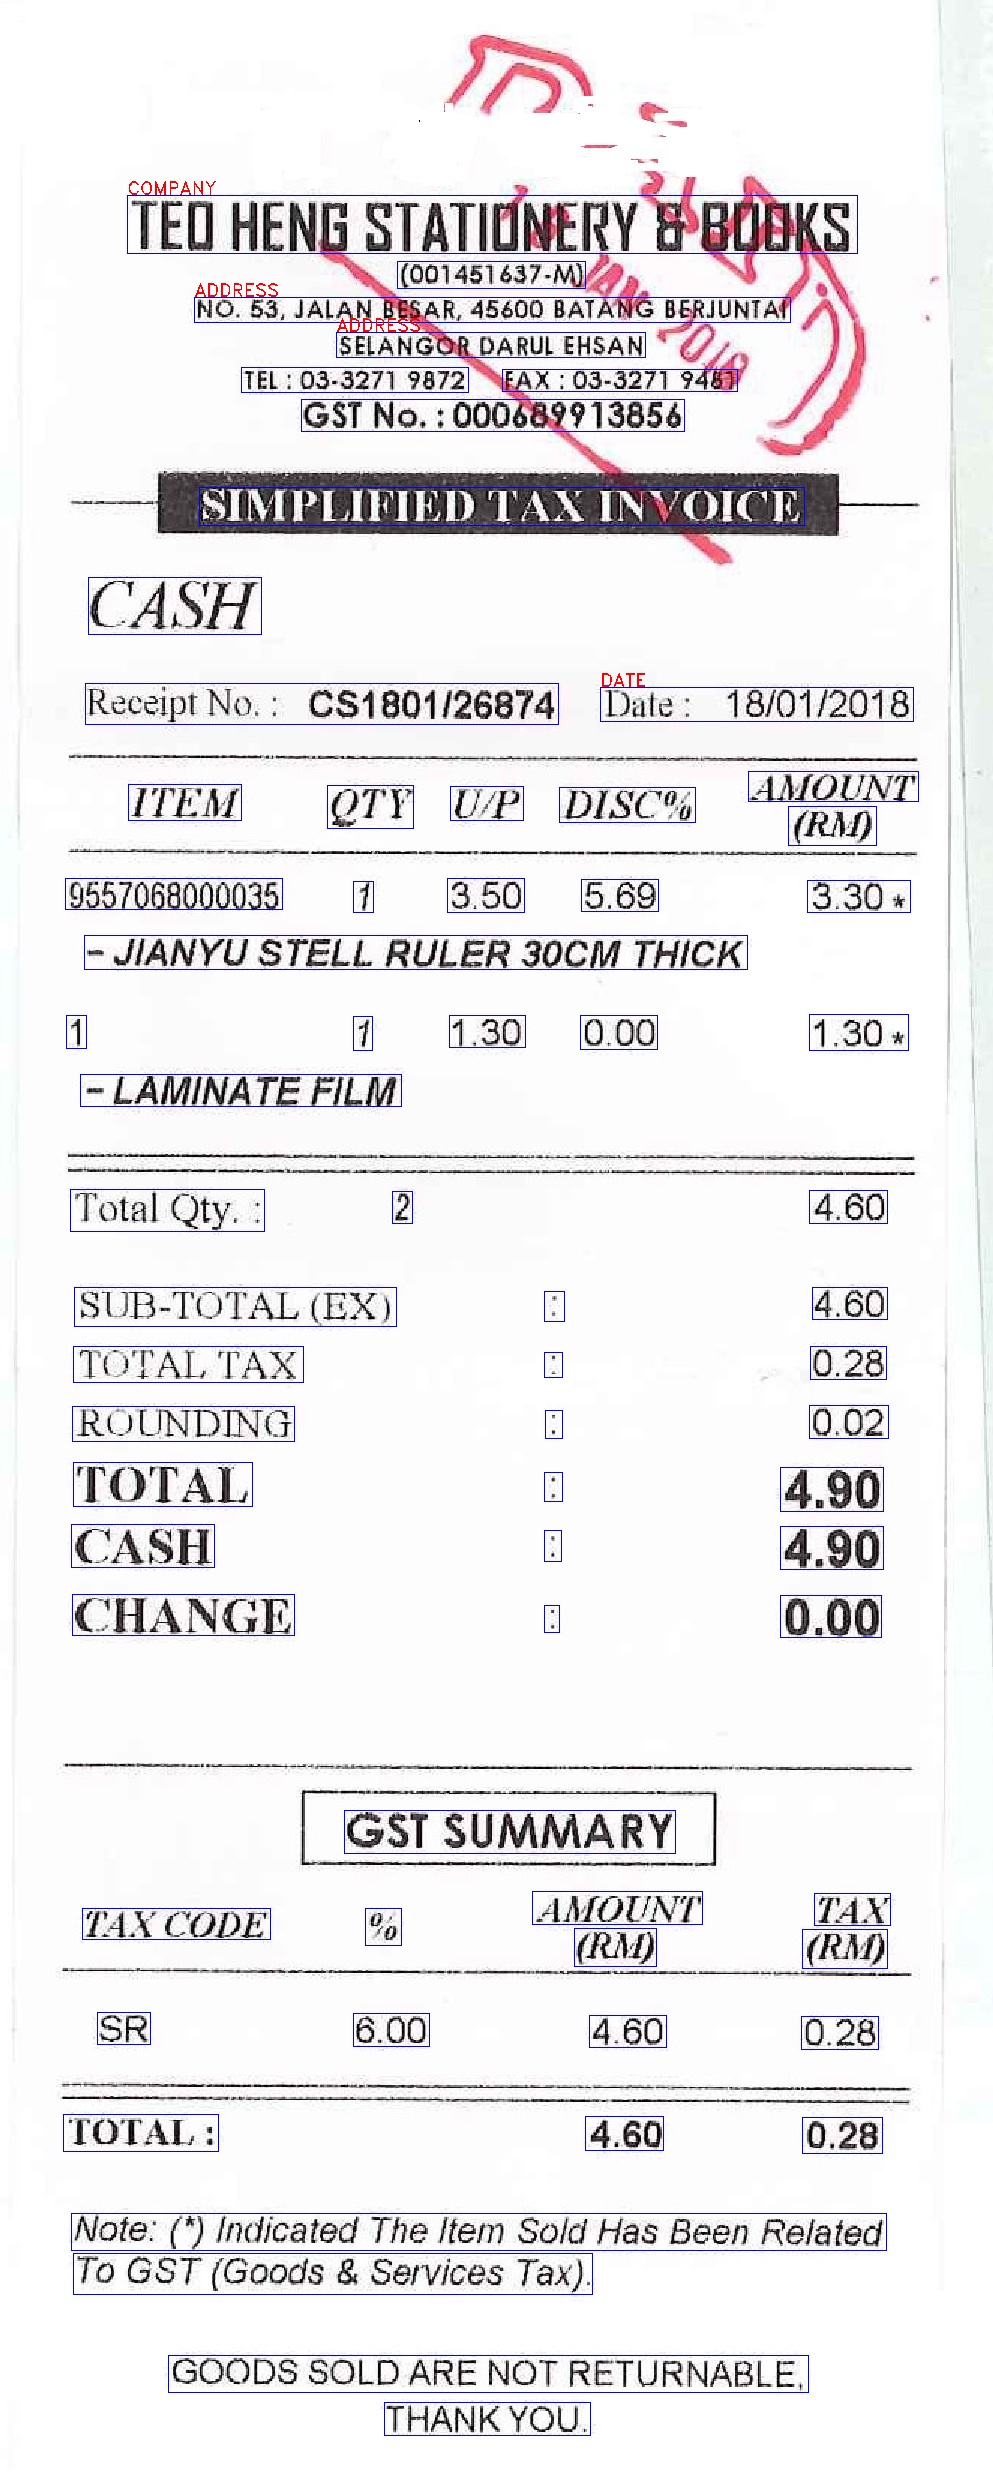 COMPANY
TEO HENG STATIONERY & BOOKS
(001451637-M)
ADDRESS
NO. 53, JALAN BESAR, 45600 BATANG BERJUNTAI
ADDRESS
SELANGOR DARUL EHSAN
TEL : 03-3271 9872 FAX : 03-3271 9451
GST No. : 000689913856
JAN 2018
SIMPLIFIED TAX INVOICE
CASH
DATE
Receipt No. : CS1801/26874 Date : 18/01/2018
ITEM QTY U/P DISC% AMOUNT
(RM)
9557068000035 1 3.50 5.69 3.30 *
– JIANYU STELL RULER 30CM THICK
1 1 1.30 0.00 1.30 *
– LAMINATE FILM
Total Qty. : 2 4.60
SUB-TOTAL (EX) : 4.60
TOTAL TAX : 0.28
ROUNDING : 0.02
TOTAL : 4.90
CASH : 4.90
CHANGE : 0.00
GST SUMMARY
TAX CODE % AMOUNT TAX
(RM) (RM)
SR 6.00 4.60 0.28
TOTAL : 4.60 0.28
Note: (*) Indicated The Item Sold Has Been Related
To GST (Goods & Services Tax).
GOODS SOLD ARE NOT RETURNABLE,
THANK YOU.